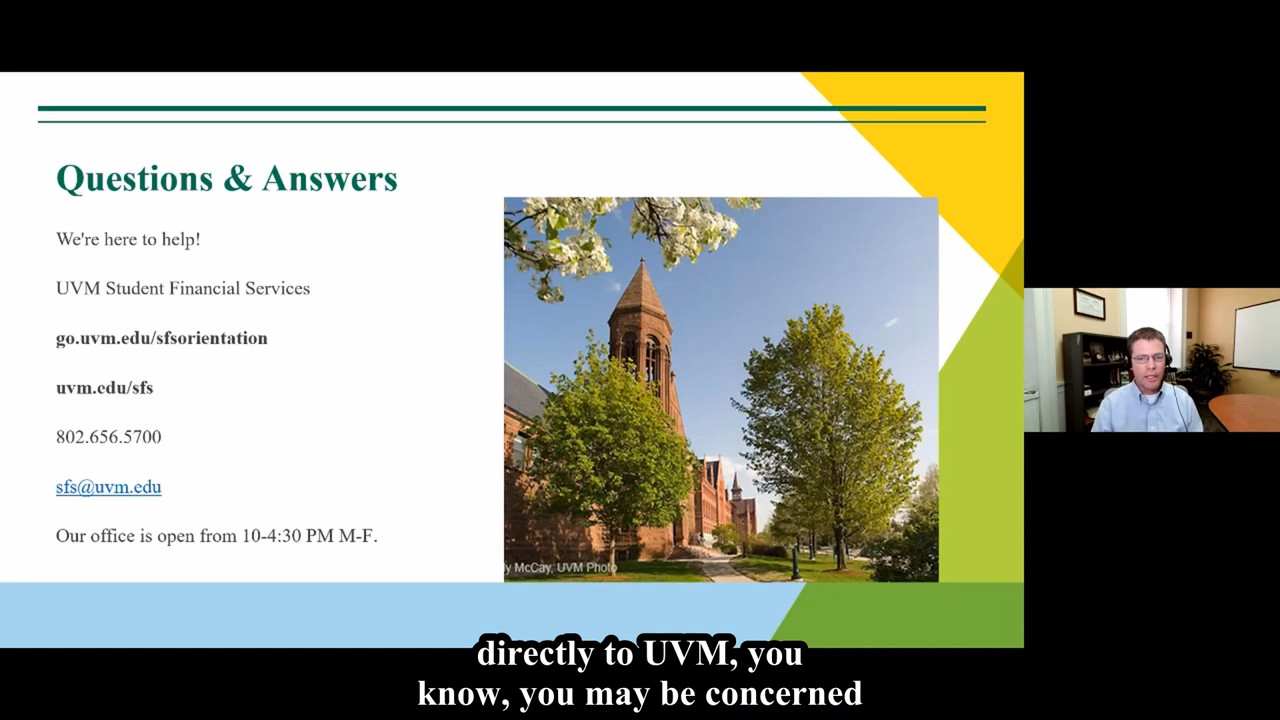 Questions & Answers
We're here to help!
UVM Student Financial Services
go.uvm.edu/sfsorientation
uvm.edu/sfs
802.656.5700
sfs@uvm.edu
Our office is open from 10-4:30 PM M-F.
y McCay, UVM Photo
directly to UVM, you
know, you may be concerned